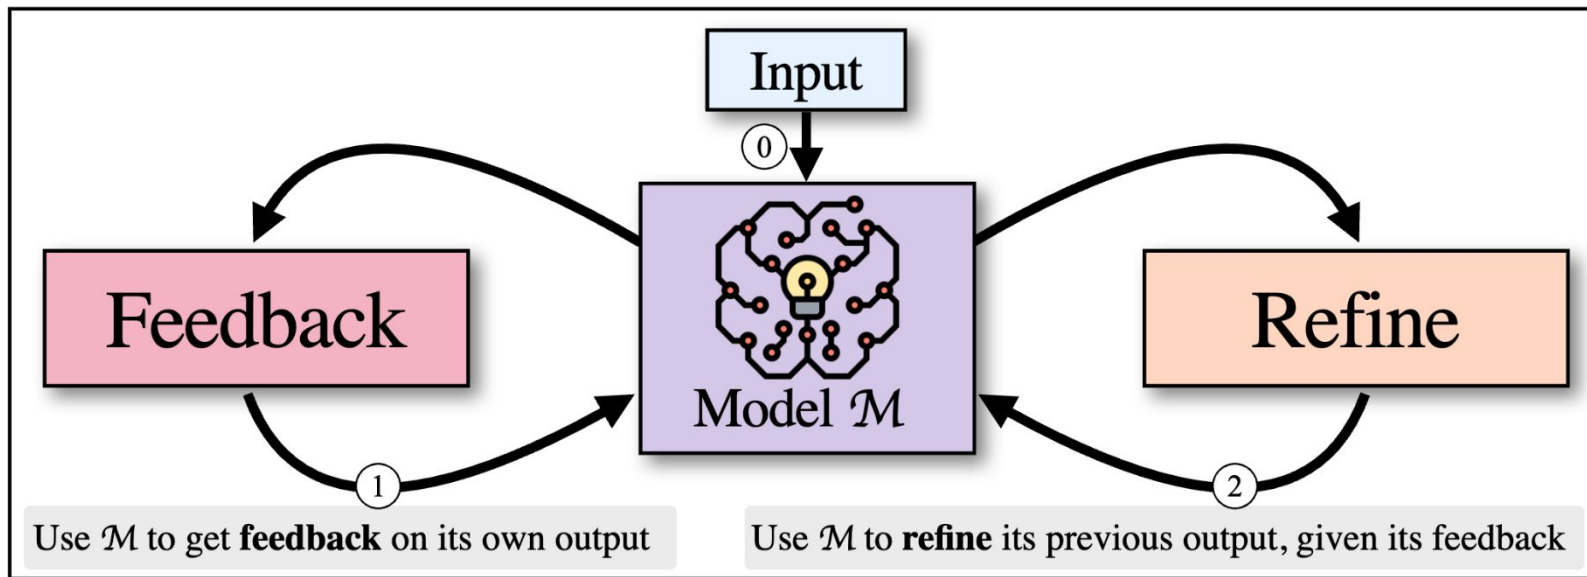 Input
0
Feedback
Model ℳ
Refine
1
2
Use ℳ to get feedback on its own output
Use ℳ to refine its previous output, given its feedback